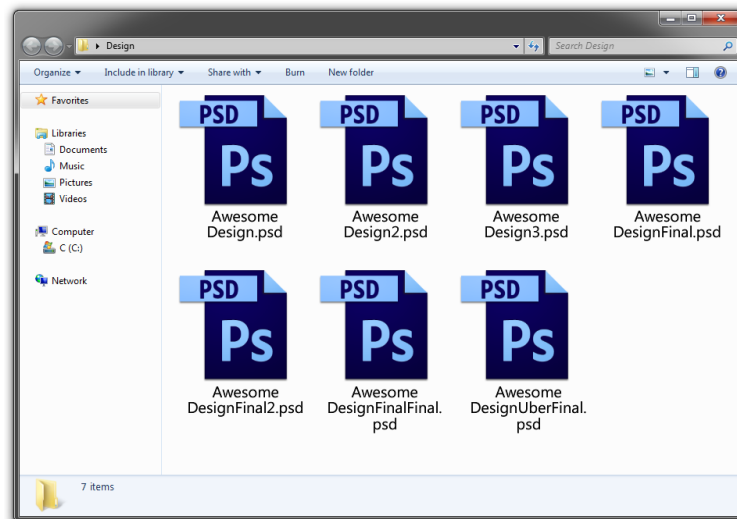 Design
Search Design
Organize Include in library Share with Burn New folder
Favorites
Libraries
Documents
Music
Pictures
Videos
Computer
C (C:)
Network
PSD PSD PSD PSD
Ps Ps Ps Ps
Awesome Awesome Awesome Awesome
Design.psd Design2.psd Design3.psd DesignFinal.psd
PSD PSD PSD
Ps Ps Ps
Awesome Awesome Awesome
DesignFinal2.psd DesignFinalFinal. DesignUberFinal.
psd psd
7 items